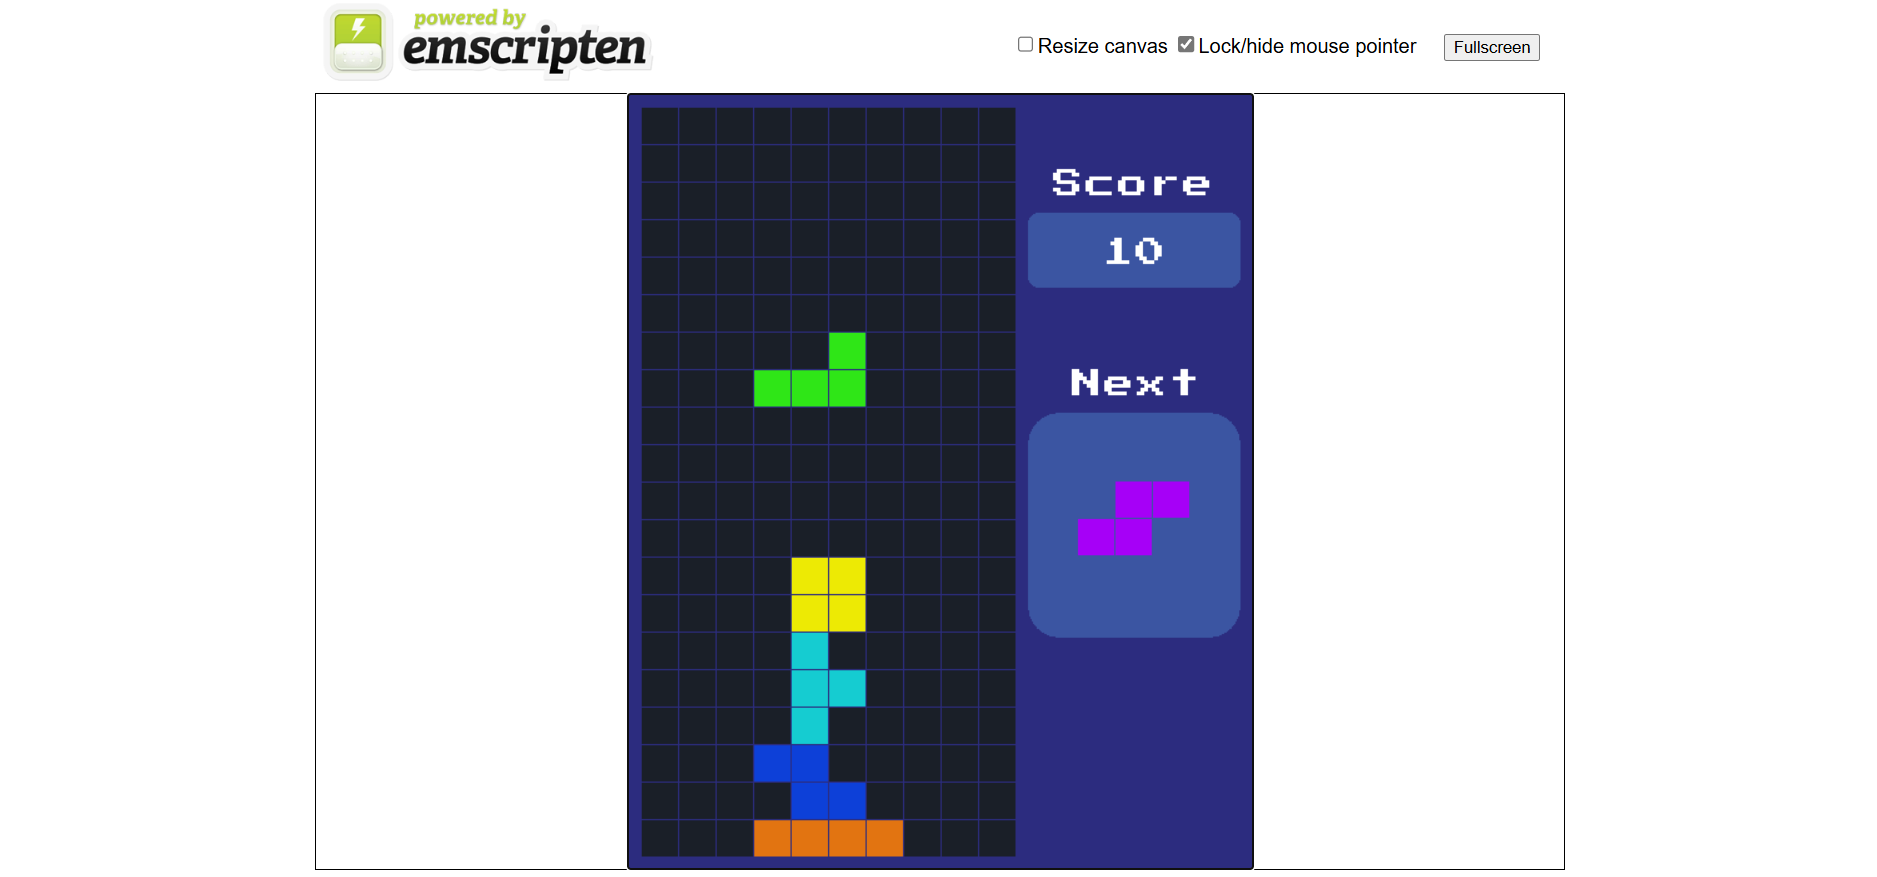 powered by
emscripten
Resize canvas Lock/hide mouse pointer Fullscreen
Score
10
Next